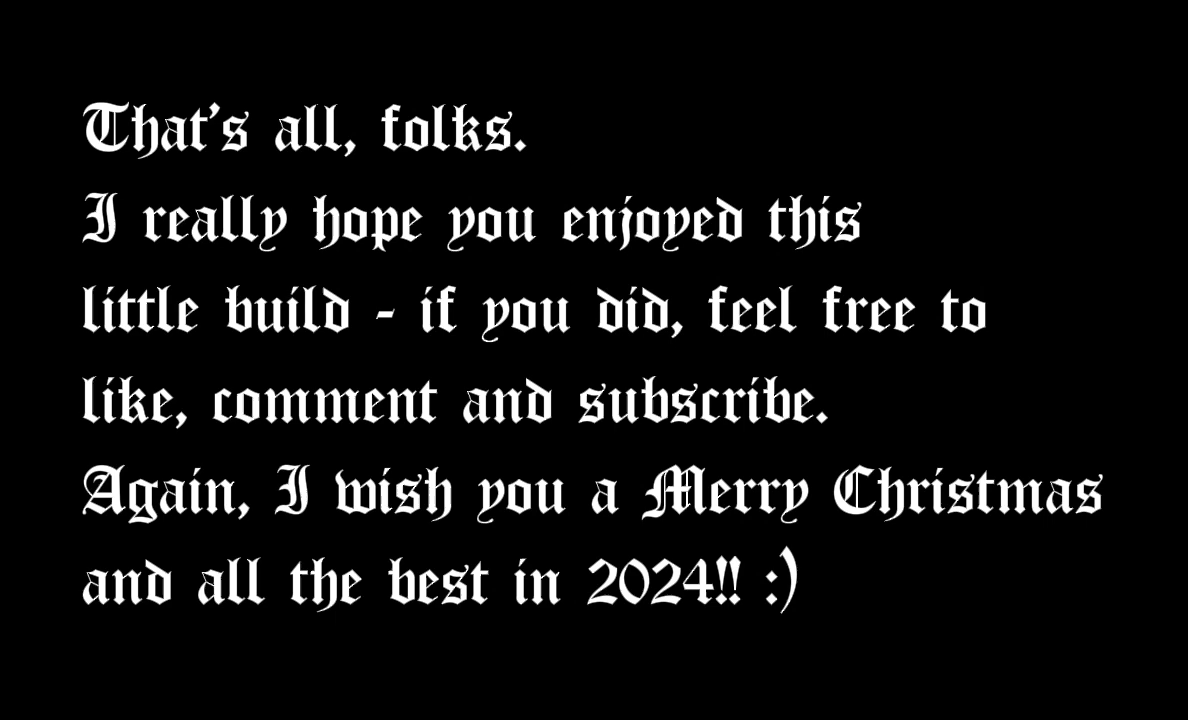 That's all, folks.
I really hope you enjoyed this
little build - if you did, feel free to
like, comment and subscribe.
Again, I wish you a Merry Christmas
and all the best in 2024!! :)